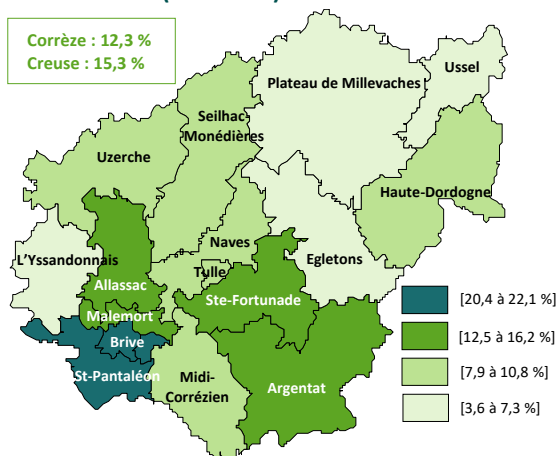 Corrèze : 12,3 %
Creuse : 15,3 %
Ussel
Plateau de Millevaches
Seilhac-
Monédières
Uzerche
Haute-Dordogne
Naves
L'Yssandonnais
Tulle
Egletons
Allassac
Ste-Fortunade
Malemort
Brive
St-Pantaléon
Midi-
Corrézien
Argentat
[20,4 à 22,1 %]
[12,5 à 16,2 %]
[7,9 à 10,8 %]
[3,6 à 7,3 %]